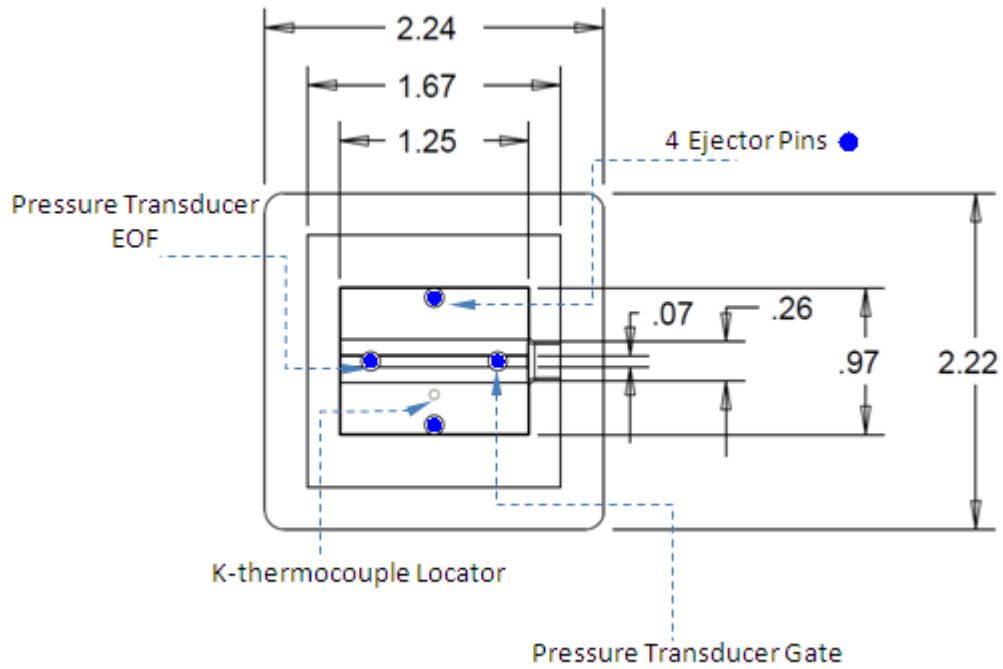 2.24
1.67
1.25
4 Ejector Pins
Pressure Transducer
EOF
.07
.26
.97
2.22
K-thermocouple Locator
Pressure Transducer Gate